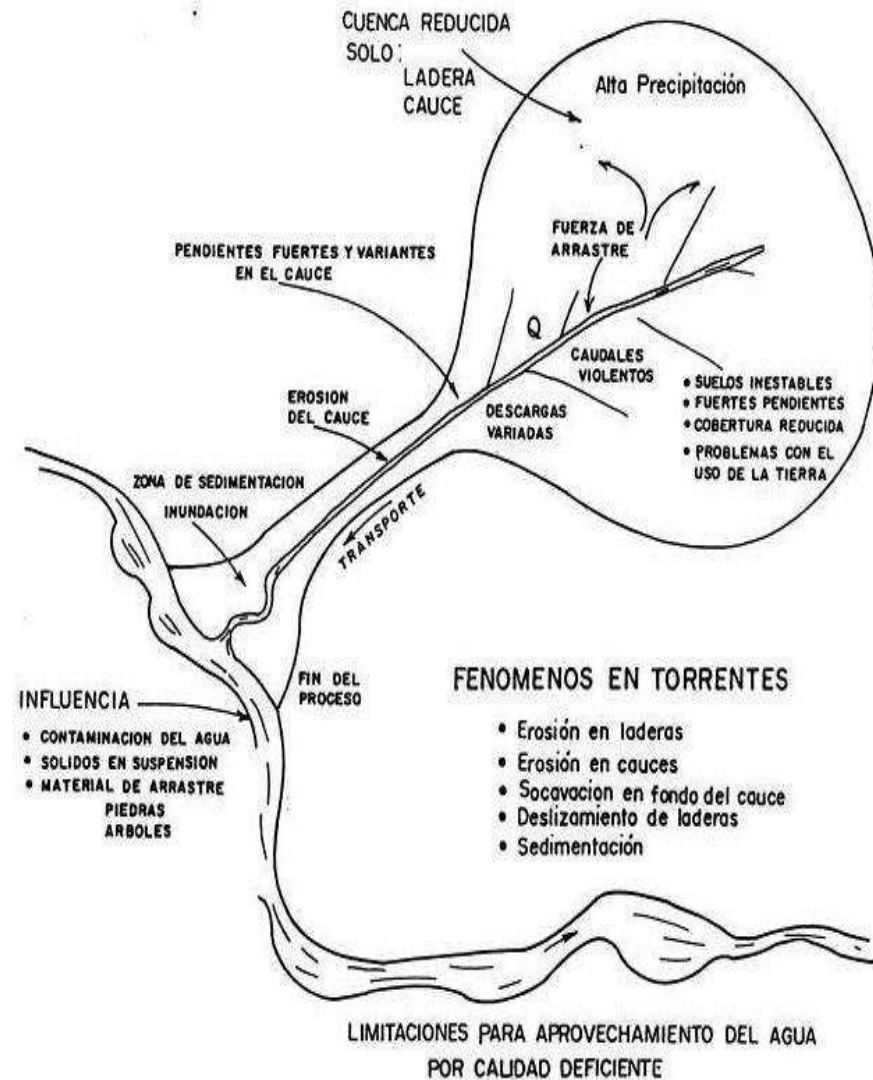 CUENCA REDUCIDA
SOLO:
LADERA
CAUCE
Alta Precipitación
FUERZA DE
ARRASTRE
PENDIENTES FUERTES Y VARIANTES
EN EL CAUCE
Q
CAUDALES
VIOLENTOS
• SUELOS INESTABLES
• FUERTES PENDIENTES
• COBERTURA REDUCIDA
• PROBLEMAS CON EL
USO DE LA TIERRA
EROSION
DEL CAUCE
DESCARGAS
VARIADAS
ZONA DE SEDIMENTACION
INUNDACION
TRANSPORTE
FIN DEL
PROCESO
INFLUENCIA
• CONTAMINACION DEL AGUA
• SOLIDOS EN SUSPENSION
• MATERIAL DE ARRASTRE
PIEDRAS
ARBOLES
FENOMENOS EN TORRENTES
• Erosión en laderas
• Erosión en cauces
• Socavacion en fondo del cauce
• Deslizamiento de laderas
• Sedimentación
LIMITACIONES PARA APROVECHAMIENTO DEL AGUA
POR CALIDAD DEFICIENTE